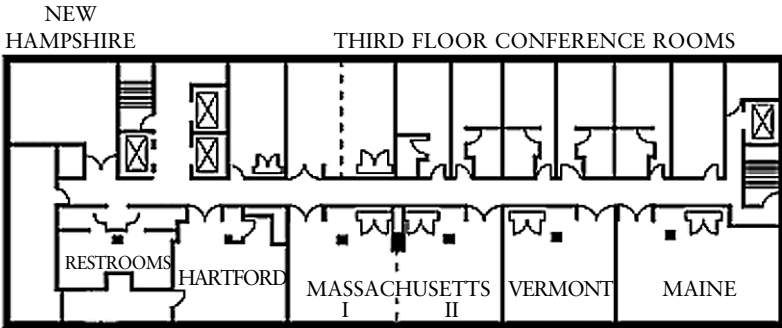 NEW
HAMPSHIRE
THIRD FLOOR CONFERENCE ROOMS
RESTROOMS
HARTFORD
MASSACHUSETTS
I II
VERMONT
MAINE